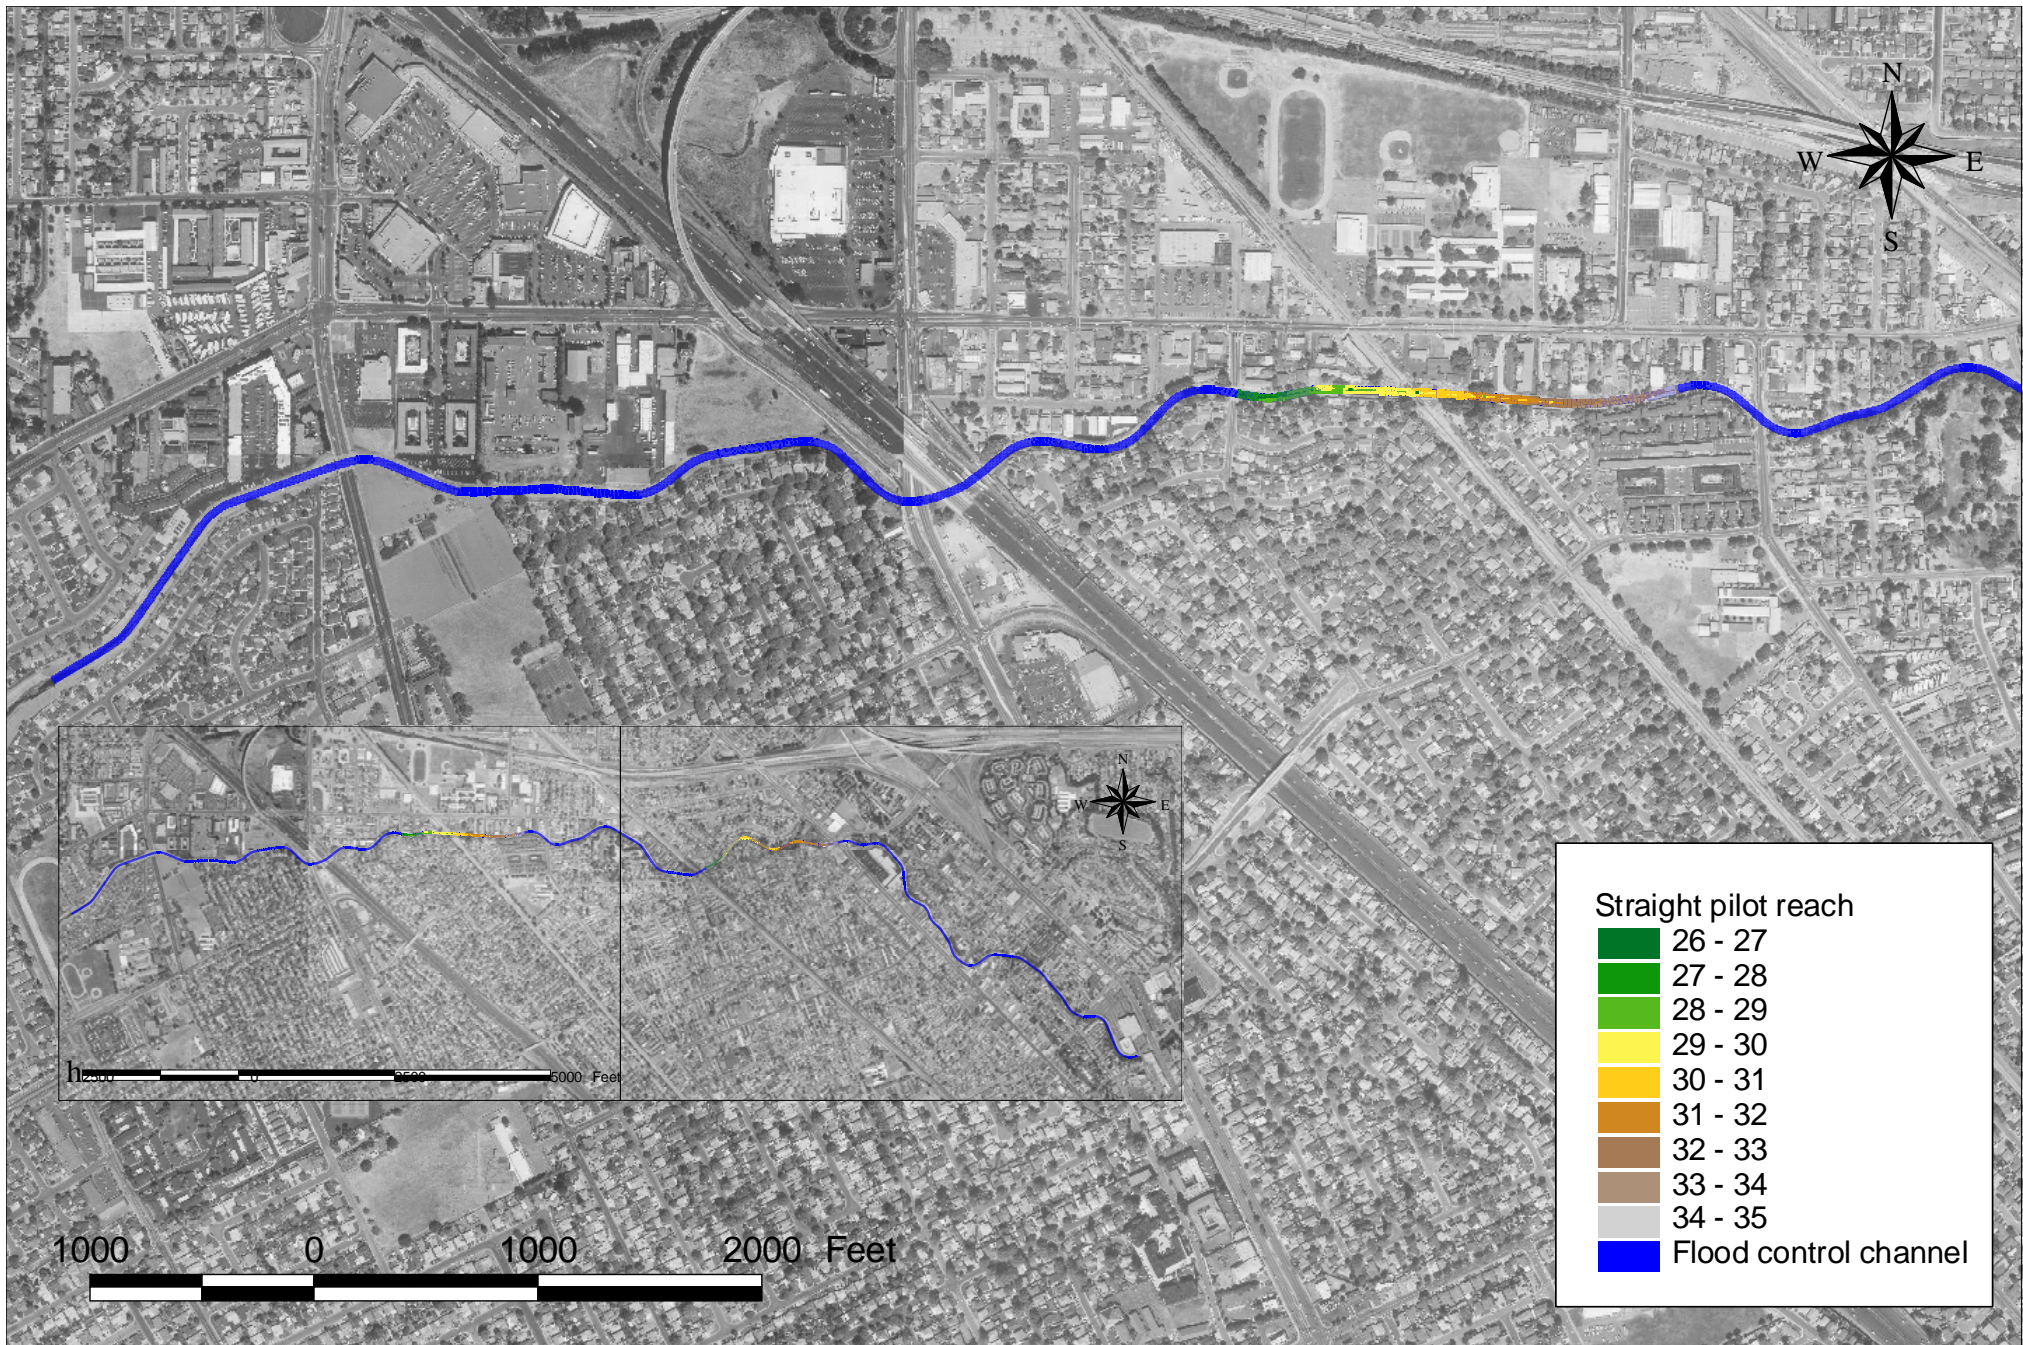 N
W E
S
N
W E
S
h
2500 0 2500 5000 Feet
Straight pilot reach
26 - 27
27 - 28
28 - 29
29 - 30
30 - 31
31 - 32
32 - 33
33 - 34
34 - 35
Flood control channel
1000 0 1000 2000 Feet